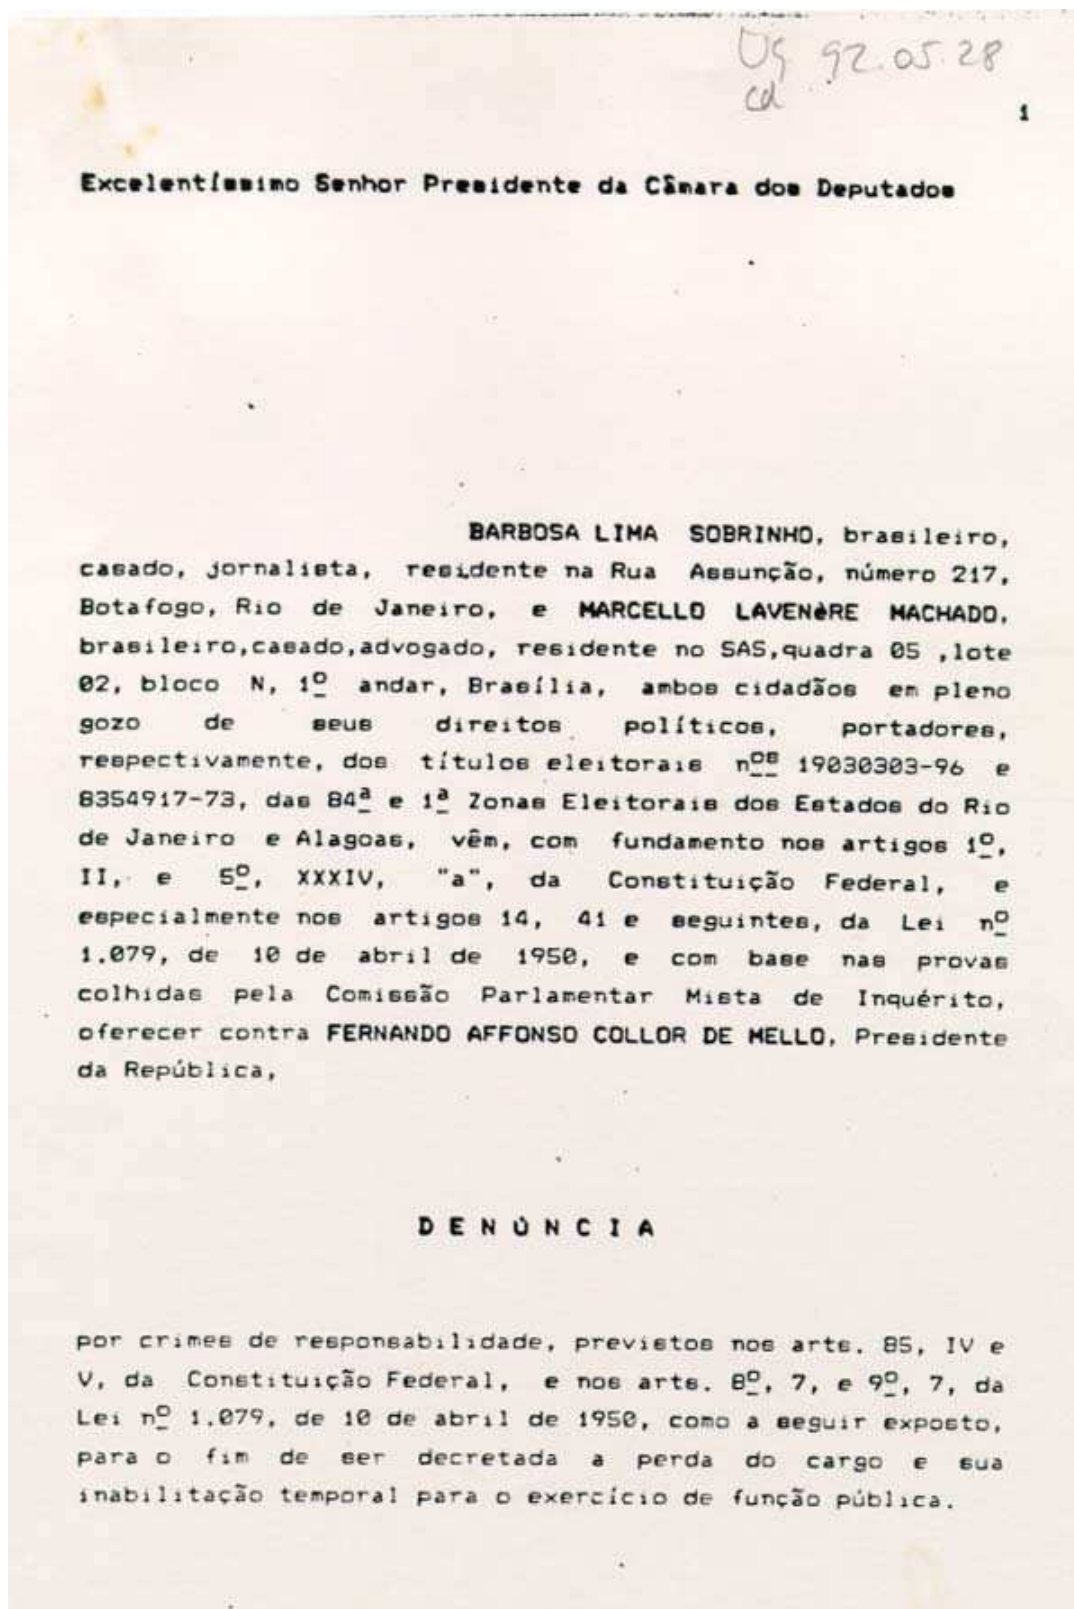 Ug 92.05.28
cd
1
Excelentíssimo Senhor Presidente da Câmara dos Deputados
BARBOSA LIMA SOBRINHO, brasileiro,
casado, jornalista, residente na Rua Assunção, número 217,
Botafogo, Rio de Janeiro, e MARCELLO LAVENèRE MACHADO,
brasileiro,casado,advogado, residente no SAS,quadra 05 ,lote
02, bloco N, 1º andar, Brasília, ambos cidadãos em pleno
gozo de seus direitos políticos, portadores,
respectivamente, dos títulos eleitorais nºs 19030303-96 e
8354917-73, das 84ª e 1ª Zonas Eleitorais dos Estados do Rio
de Janeiro e Alagoas, vêm, com fundamento nos artigos 1º,
II, e 5º, XXXIV, "a", da Constituição Federal, e
especialmente nos artigos 14, 41 e seguintes, da Lei nº
1.079, de 10 de abril de 1950, e com base nas provas
colhidas pela Comissão Parlamentar Mista de Inquérito,
oferecer contra FERNANDO AFFONSO COLLOR DE MELLO, Presidente
da República,
D E N Ú N C I A
por crimes de responsabilidade, previstos nos arts. 85, IV e
V, da Constituição Federal, e nos arts. 8º, 7, e 9º, 7, da
Lei nº 1.079, de 10 de abril de 1950, como a seguir exposto,
para o fim de ser decretada a perda do cargo e sua
inabilitação temporal para o exercício de função pública.